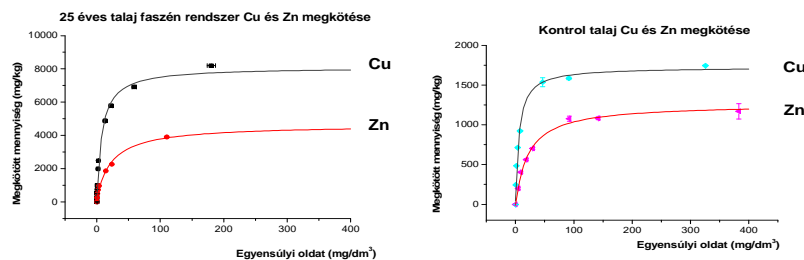 25 éves talaj faszén rendszer Cu és Zn megkötése
10000
8000
6000
4000
2000
0
Megkötött mennyiség (mg/kg)
Cu
Zn
0 100 200 300 400
Egyensúlyi oldat (mg/dm³)
Kontrol talaj Cu és Zn megkötése
2000
1500
1000
500
0
Megkötött mennyiség (mg/kg)
Cu
Zn
0 100 200 300 400
Egyensúlyi oldat (mg/dm³)